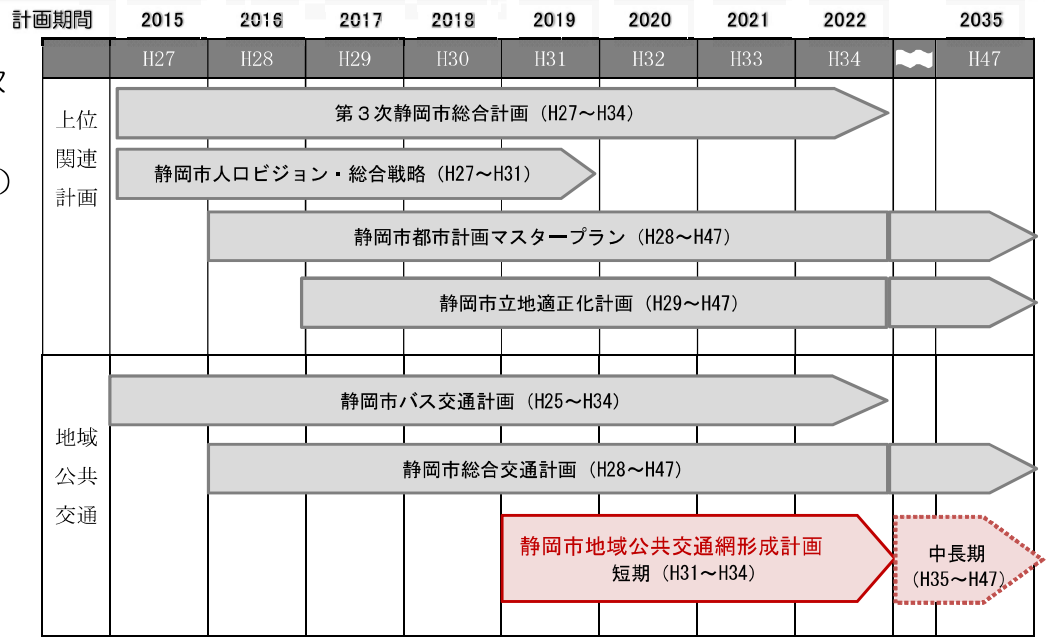 計画期間 2015 2016 2017 2018 2019 2020 2021 2022 2035
H27 H28 H29 H30 H31 H32 H33 H34 H47
上位
関連
計画
第３次静岡市総合計画（H27～H34）
静岡市人口ビジョン・総合戦略（H27～H31）
静岡市都市計画マスタープラン（H28～H47）
静岡市立地適正化計画（H29～H47）
地域
公共
交通
静岡市バス交通計画（H25～H34）
静岡市総合交通計画（H28～H47）
静岡市地域公共交通網形成計画
短期（H31～H34）
中長期
（H35～H47）